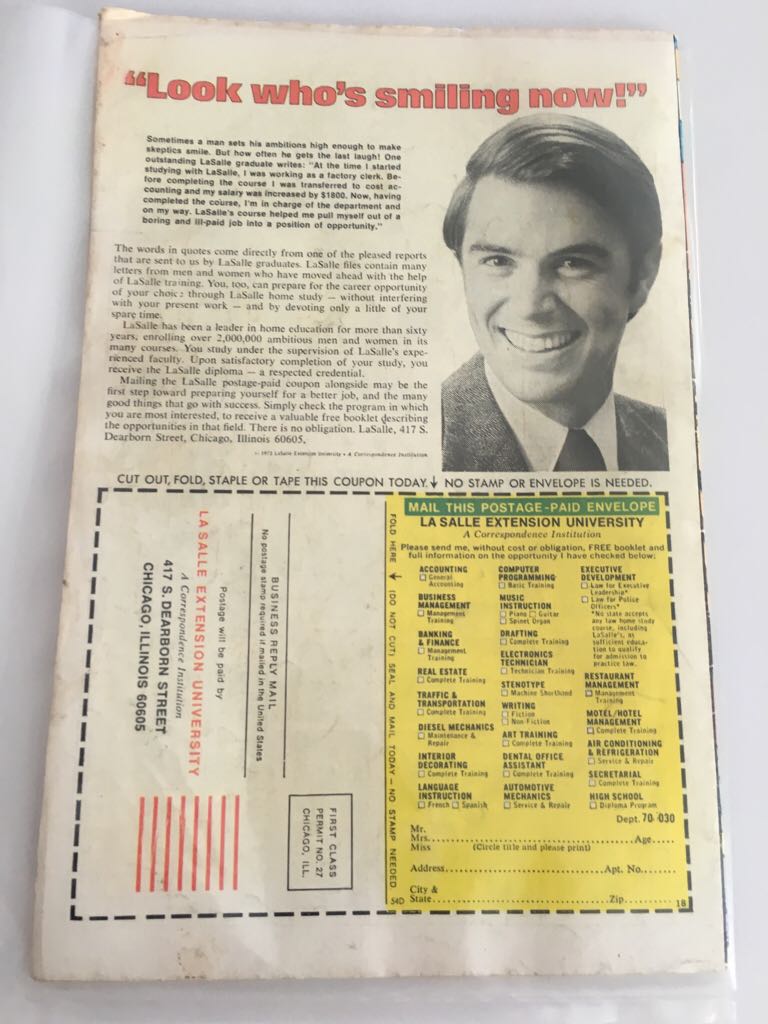 “Look who's smiling now!”
Sometimes a man sets his ambitions high enough to make
skeptics smile. But how often he gets the last laugh! One
outstanding LaSalle graduate writes: "At the time I started
studying with LaSalle, I was working as a factory clerk. Be-
fore completing the course I was transferred to cost ac-
counting and my salary was increased by $1800. Now, having
completed the course, I'm in charge of the department and
on my way. LaSalle's course helped me pull myself out of a
boring and ill-paid job into a position of opportunity."
The words in quotes come directly from one of the pleased reports
that are sent to us by LaSalle graduates. LaSalle files contain many
letters from men and women who have moved ahead with the help
of LaSalle training. You, too, can prepare for the career opportunity
of your choice through LaSalle home study — without interfering
with your present work — and by devoting only a little of your
spare time.
LaSalle has been a leader in home education for more than sixty
years, enrolling over 2,000,000 ambitious men and women in its
many courses. You study under the supervision of LaSalle's expe-
rienced faculty. Upon satisfactory completion of your study, you
receive the LaSalle diploma — a respected credential.
Mailing the LaSalle postage-paid coupon alongside may be the
first step toward preparing yourself for a better job, and the many
good things that go with success. Simply check the program in which
you are most interested, to receive a valuable free booklet describing
the opportunities in that field. There is no obligation. LaSalle, 417 S.
Dearborn Street, Chicago, Illinois 60605.
LaSalle Extension University • A Correspondence Institution
CUT OUT, FOLD, STAPLE OR TAPE THIS COUPON TODAY. NO STAMP OR ENVELOPE IS NEEDED.
BUSINESS REPLY MAIL
No postage stamp required if mailed in the United States
Postage will be paid by
LA SALLE EXTENSION UNIVERSITY
A Correspondence Institution
417 S. DEARBORN STREET
CHICAGO, ILLINOIS 60605
FIRST CLASS
PERMIT NO. 27
CHICAGO, ILL.
FOLD HERE (DO NOT CUT) SEAL AND MAIL TODAY — NO STAMP NEEDED
MAIL THIS POSTAGE-PAID ENVELOPE
LA SALLE EXTENSION UNIVERSITY
A Correspondence Institution
Please send me, without cost or obligation, FREE booklet and
full information on the opportunity I have checked below:
ACCOUNTING
General
Accounting
BUSINESS
MANAGEMENT
Management
Training
BANKING
& FINANCE
Management
Training
REAL ESTATE
Complete Training
TRAFFIC &
TRANSPORTATION
Complete Training
DIESEL MECHANICS
Maintenance &
Repair
INTERIOR
DECORATING
Complete Training
LANGUAGE
INSTRUCTION
French Spanish
COMPUTER
PROGRAMMING
Basic Training
MUSIC
INSTRUCTION
Piano Guitar
Spinet Organ
DRAFTING
Complete Training
ELECTRONICS
TECHNICIAN
Technician Training
STENOTYPE
Machine Shorthand
WRITING
Fiction
Non-Fiction
ART TRAINING
Complete Training
DENTAL OFFICE
ASSISTANT
Complete Training
AUTOMOTIVE
MECHANICS
Service & Repair
EXECUTIVE
DEVELOPMENT
Law for Executive
Leadership*
Law for Police
Officers*
*No state accepts
any law home study
course, including
LaSalle's, as
sufficient educa-
tion to qualify
for admission to
practice law.
RESTAURANT
MANAGEMENT
Management
Training
MOTEL/HOTEL
MANAGEMENT
Complete Training
AIR CONDITIONING
& REFRIGERATION
Service & Repair
SECRETARIAL
Complete Training
HIGH SCHOOL
Diploma Program
Dept. 70-030
Mr.
Mrs. Age
Miss (Circle title and please print)
Address Apt. No.
City &
State Zip
54D
18